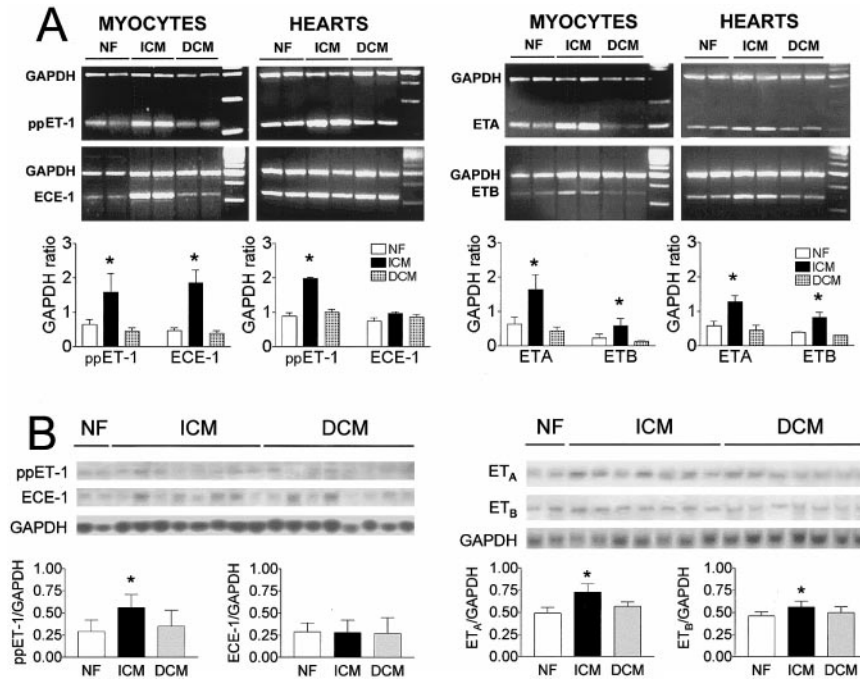 A
MYOCYTES
NF ICM DCM
GAPDH
ppET-1
GAPDH
ECE-1
HEARTS
NF ICM DCM
GAPDH ratio
3
2
1
0
*
*
ppET-1 ECE-1
GAPDH ratio
3
2
1
0
*
NF
ICM
DCM
ppET-1 ECE-1
MYOCYTES
NF ICM DCM
GAPDH
ETA
GAPDH
ETB
HEARTS
NF ICM DCM
GAPDH ratio
3
2
1
0
*
*
ETA ETB
GAPDH ratio
3
2
1
0
*
*
NF
ICM
DCM
ETA ETB
B
NF ICM DCM
ppET-1
ECE-1
GAPDH
ppET-1/GAPDH
1.00
0.75
0.50
0.25
0.00
*
NF ICM DCM
ECE-1/GAPDH
1.00
0.75
0.50
0.25
0.00
NF ICM DCM
NF ICM DCM
ETA
ETB
GAPDH
ETA/GAPDH
1.00
0.75
0.50
0.25
0.00
*
NF ICM DCM
ETB/GAPDH
1.00
0.75
0.50
0.25
0.00
*
NF ICM DCM